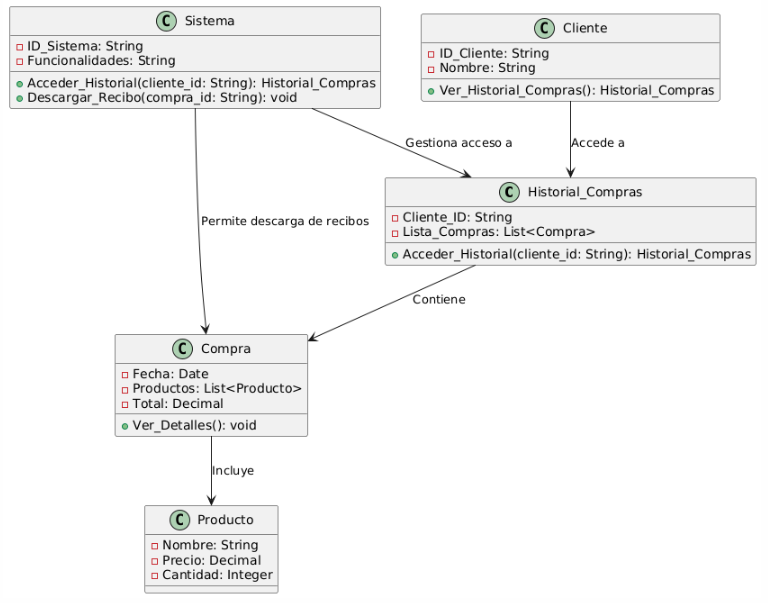 C Sistema
ID_Sistema: String
Funcionalidades: String
Acceder_Historial(cliente_id: String): Historial_Compras
Descargar_Recibo(compra_id: String): void
C Cliente
ID_Cliente: String
Nombre: String
Ver_Historial_Compras(): Historial_Compras
Gestiona acceso a
Accede a
C Historial_Compras
Cliente_ID: String
Lista_Compras: List<Compra>
Acceder_Historial(cliente_id: String): Historial_Compras
Permite descarga de recibos
Contiene
C Compra
Fecha: Date
Productos: List<Producto>
Total: Decimal
Ver_Detalles(): void
Incluye
C Producto
Nombre: String
Precio: Decimal
Cantidad: Integer